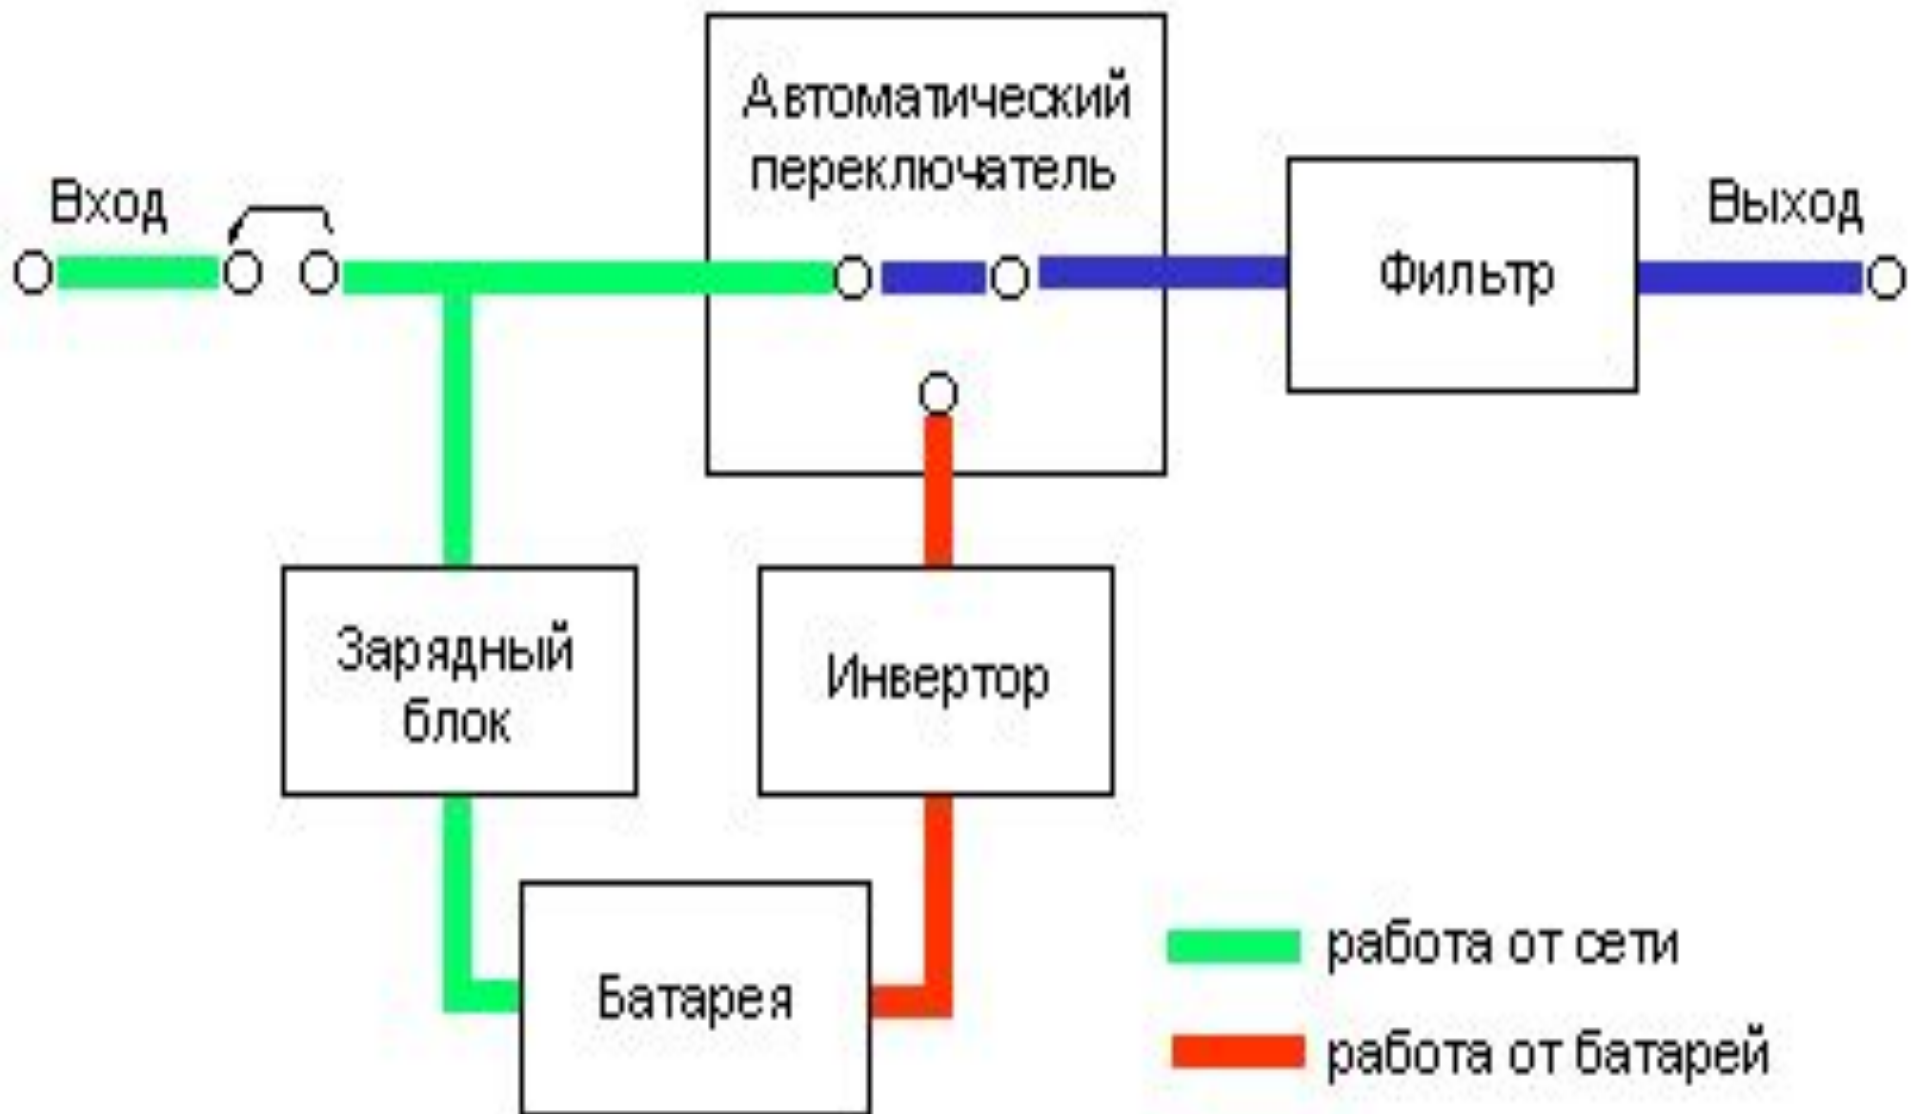 Автоматический
переключатель
Вход
Фильтр
Выход
Зарядный
блок
Инвертор
Батарея
работа от сети
работа от батарей